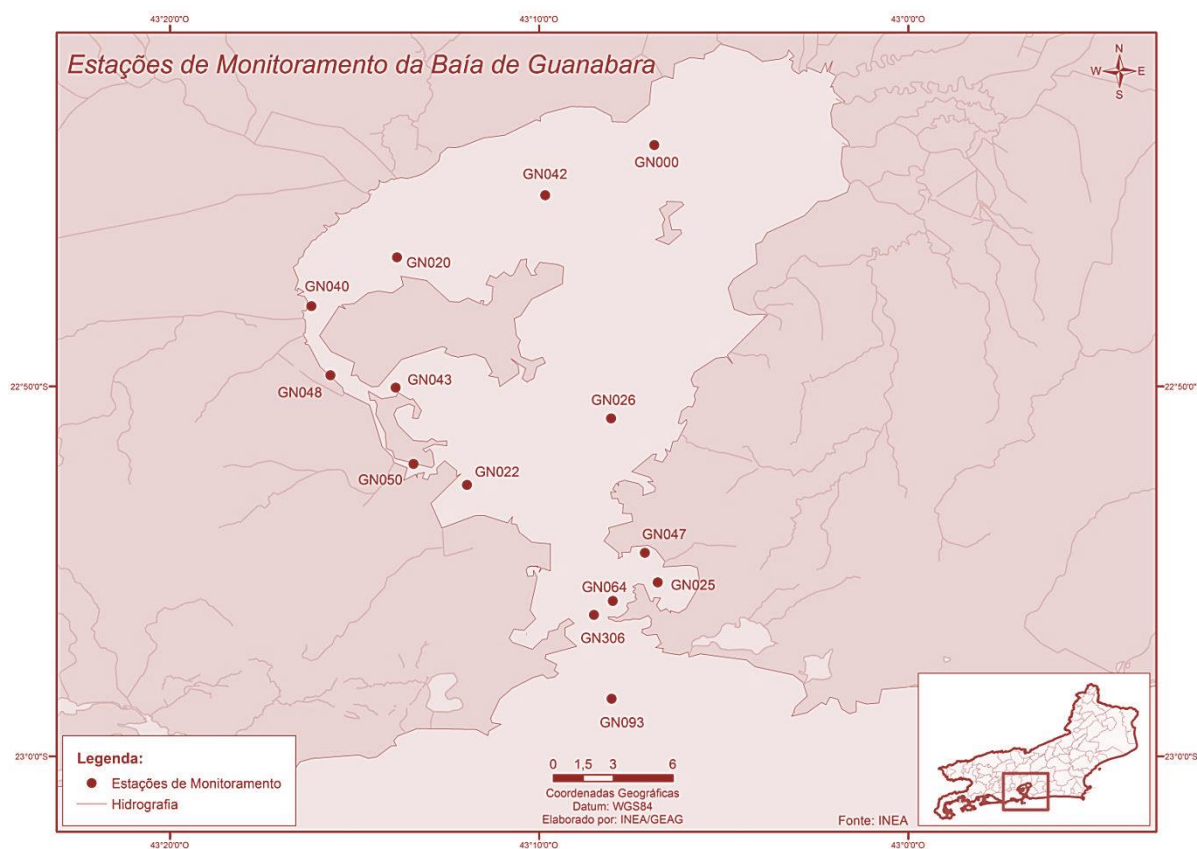 43°20'0"O 43°10'0"O 43°0'0"O
Estações de Monitoramento da Baía de Guanabara
N
W E
S
GN000
GN042
GN020
GN040
22°50'0"S 22°50'0"S
GN048
GN043
GN026
GN050
GN022
GN047
GN064
GN025
GN306
GN093
23°0'0"S 23°0'0"S
Legenda:
Estações de Monitoramento
Hidrografia
0 1,5 3 6
Coordenadas Geográficas
Datum: WGS84
Elaborado por: INEA/GEAG
Fonte: INEA
43°20'0"O 43°10'0"O 43°0'0"O